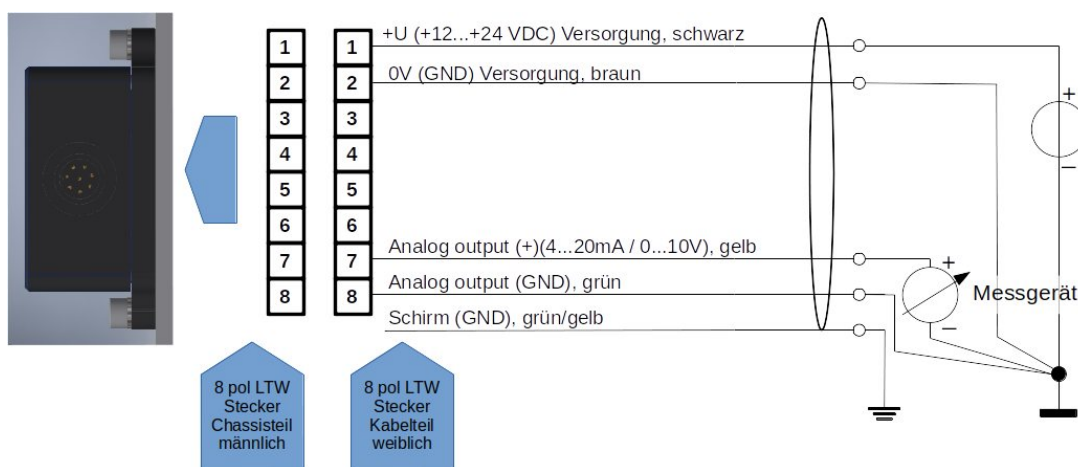 1
2
3
4
5
6
7
8
1
2
3
4
5
6
7
8
+U (+12...+24 VDC) Versorgung, schwarz
0V (GND) Versorgung, braun
Analog output (+)(4...20mA / 0...10V), gelb
Analog output (GND), grün
Schirm (GND), grün/gelb
+
−
+
−
Messgerät
8 pol LTW
Stecker
Chassisteil
männlich
8 pol LTW
Stecker
Kabelteil
weiblich